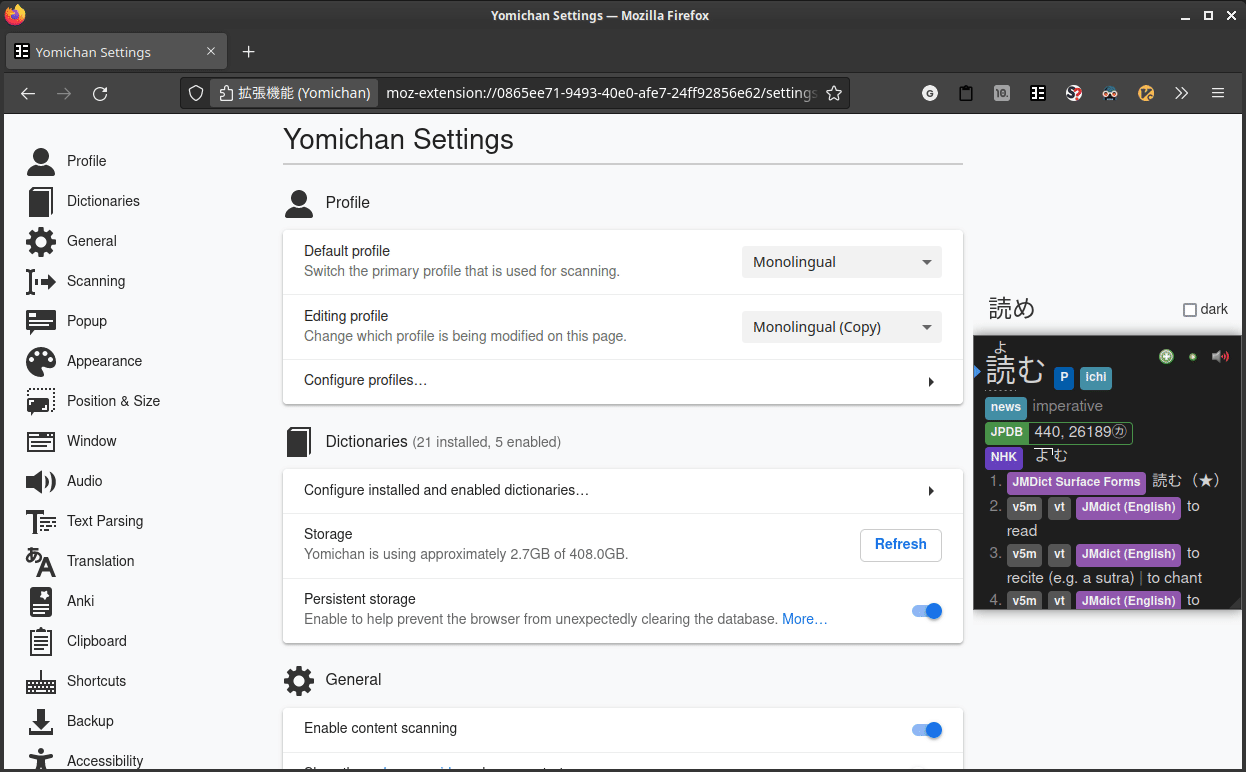 Yomichan Settings — Mozilla Firefox
Yomichan Settings
拡張機能 (Yomichan)
moz-extension://0865ee71-9493-40e0-afe7-24ff92856e62/settings
G
10.
Profile
Dictionaries
General
Scanning
Popup
Appearance
Position & Size
Window
Audio
Text Parsing
Translation
Anki
Clipboard
Shortcuts
Backup
Accessibility
Yomichan Settings
Profile
Default profile
Switch the primary profile that is used for scanning.
Monolingual
Editing profile
Change which profile is being modified on this page.
Monolingual (Copy)
Configure profiles…
Dictionaries (21 installed, 5 enabled)
Configure installed and enabled dictionaries…
Storage
Yomichan is using approximately 2.7GB of 408.0GB.
Refresh
Persistent storage
Enable to help prevent the browser from unexpectedly clearing the database. More…
General
Enable content scanning
読め
dark
よ
読む P ichi
news imperative
JPDB 440, 26189㋕
NHK よむ
1. JMDict Surface Forms 読む（★）
2. v5m vt JMdict (English) to
read
3. v5m vt JMdict (English) to
recite (e.g. a sutra) | to chant
4. v5m vt JMdict (English) to